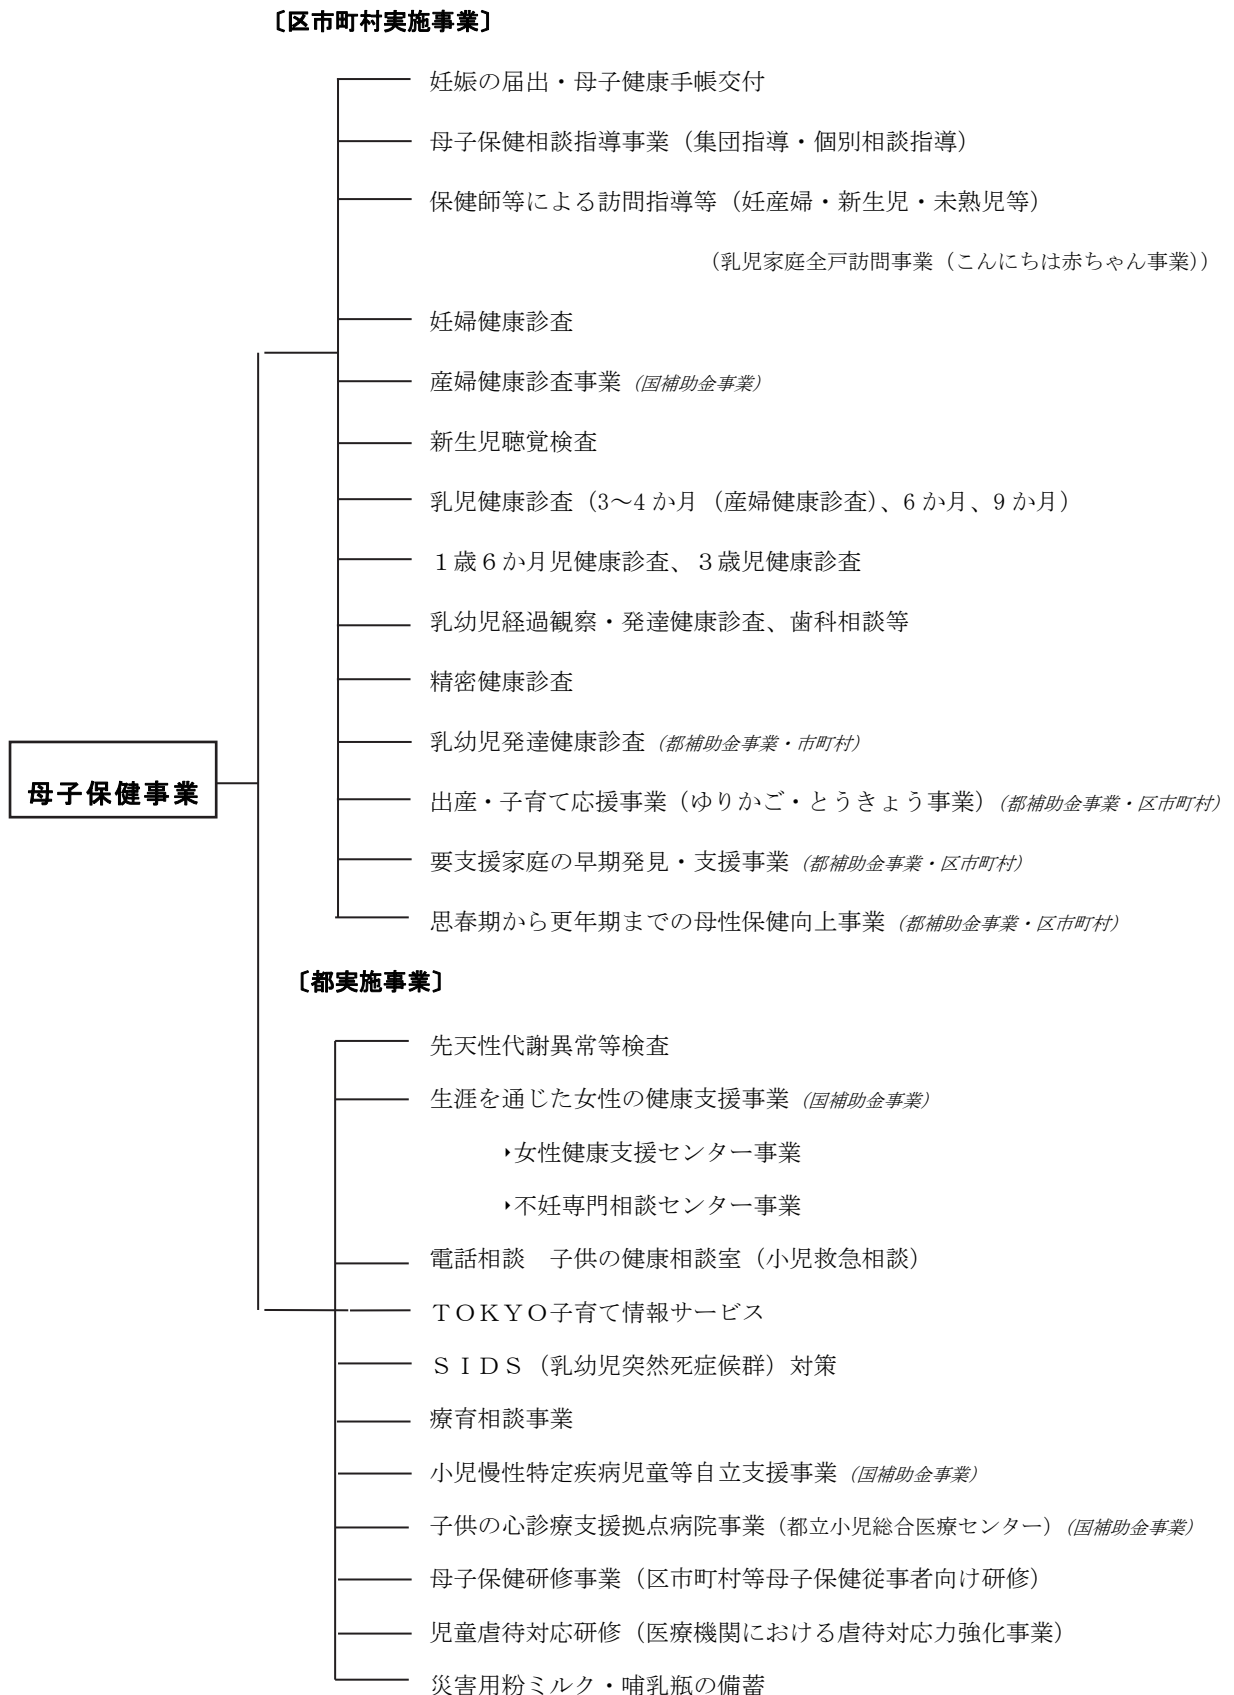 〔区市町村実施事業〕
妊娠の届出・母子健康手帳交付
母子保健相談指導事業（集団指導・個別相談指導）
保健師等による訪問指導等（妊産婦・新生児・未熟児等）
（乳児家庭全戸訪問事業（こんにちは赤ちゃん事業））
妊婦健康診査
産婦健康診査事業（国補助金事業）
新生児聴覚検査
乳児健康診査（3～4 か月（産婦健康診査）、6 か月、9 か月）
１歳６か月児健康診査、３歳児健康診査
乳幼児経過観察・発達健康診査、歯科相談等
精密健康診査
乳幼児発達健康診査（都補助金事業・市町村）
母子保健事業
出産・子育て応援事業（ゆりかご・とうきょう事業）（都補助金事業・区市町村）
要支援家庭の早期発見・支援事業（都補助金事業・区市町村）
思春期から更年期までの母性保健向上事業（都補助金事業・区市町村）
〔都実施事業〕
先天性代謝異常等検査
生涯を通じた女性の健康支援事業（国補助金事業）
‣女性健康支援センター事業
‣不妊専門相談センター事業
電話相談　子供の健康相談室（小児救急相談）
ＴＯＫＹＯ子育て情報サービス
ＳＩＤＳ（乳幼児突然死症候群）対策
療育相談事業
小児慢性特定疾病児童等自立支援事業（国補助金事業）
子供の心診療支援拠点病院事業（都立小児総合医療センター）（国補助金事業）
母子保健研修事業（区市町村等母子保健従事者向け研修）
児童虐待対応研修（医療機関における虐待対応力強化事業）
災害用粉ミルク・哺乳瓶の備蓄